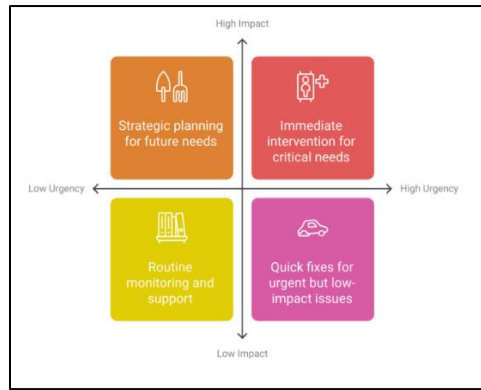 High Impact
Strategic planning
for future needs
Immediate
intervention for
critical needs
Low Urgency
High Urgency
Routine
monitoring and
support
Quick fixes for
urgent but low-
impact issues
Low Impact